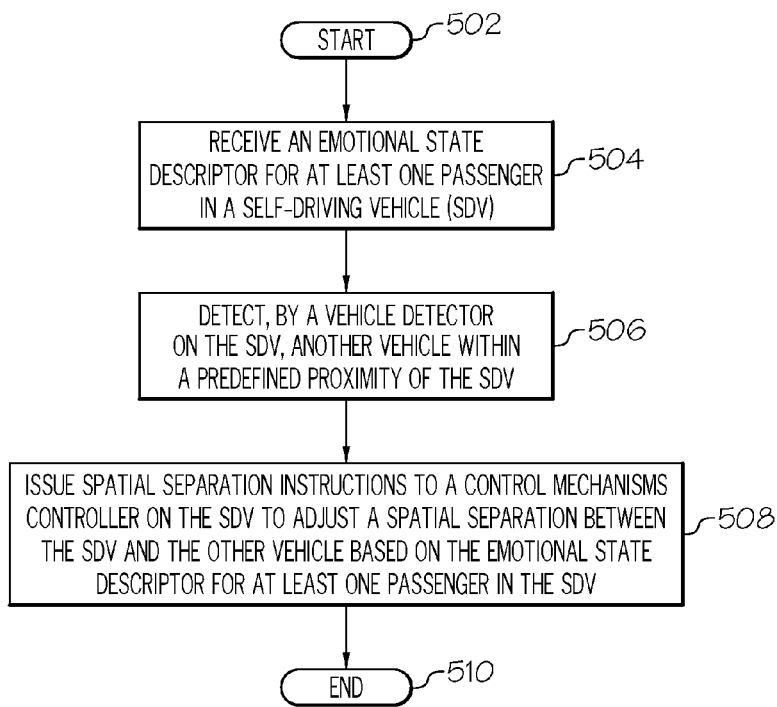 START
502
RECEIVE AN EMOTIONAL STATE
DESCRIPTOR FOR AT LEAST ONE PASSENGER
IN A SELF-DRIVING VEHICLE (SDV)
504
DETECT, BY A VEHICLE DETECTOR
ON THE SDV, ANOTHER VEHICLE WITHIN
A PREDEFINED PROXIMITY OF THE SDV
506
ISSUE SPATIAL SEPARATION INSTRUCTIONS TO A CONTROL MECHANISMS
CONTROLLER ON THE SDV TO ADJUST A SPATIAL SEPARATION BETWEEN
THE SDV AND THE OTHER VEHICLE BASED ON THE EMOTIONAL STATE
DESCRIPTOR FOR AT LEAST ONE PASSENGER IN THE SDV
508
END
510